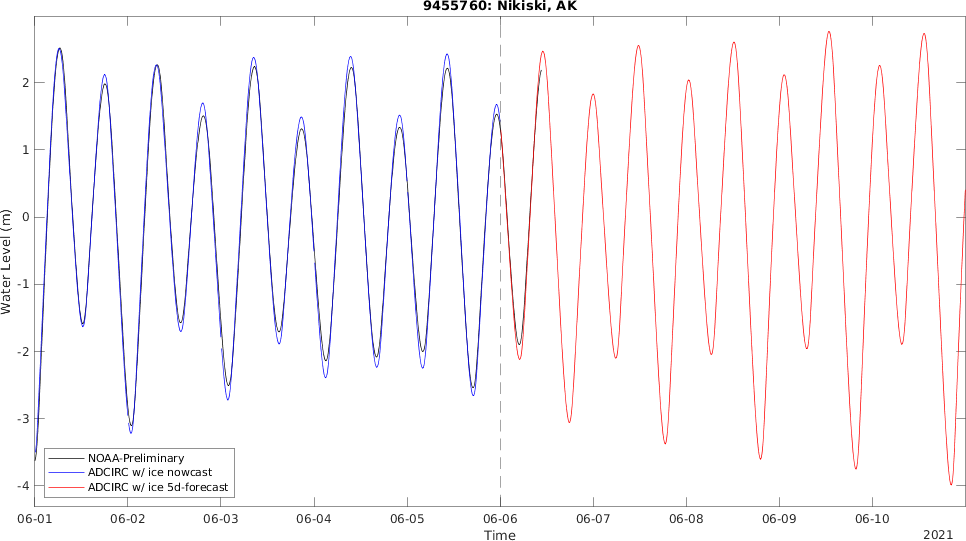 9455760: Nikiski, AK
2
1
0
-1
-2
-3
-4
Water Level (m)
NOAA-Preliminary
ADCIRC w/ ice nowcast
ADCIRC w/ ice 5d-forecast
06-01 06-02 06-03 06-04 06-05 06-06 06-07 06-08 06-09 06-10
Time
2021